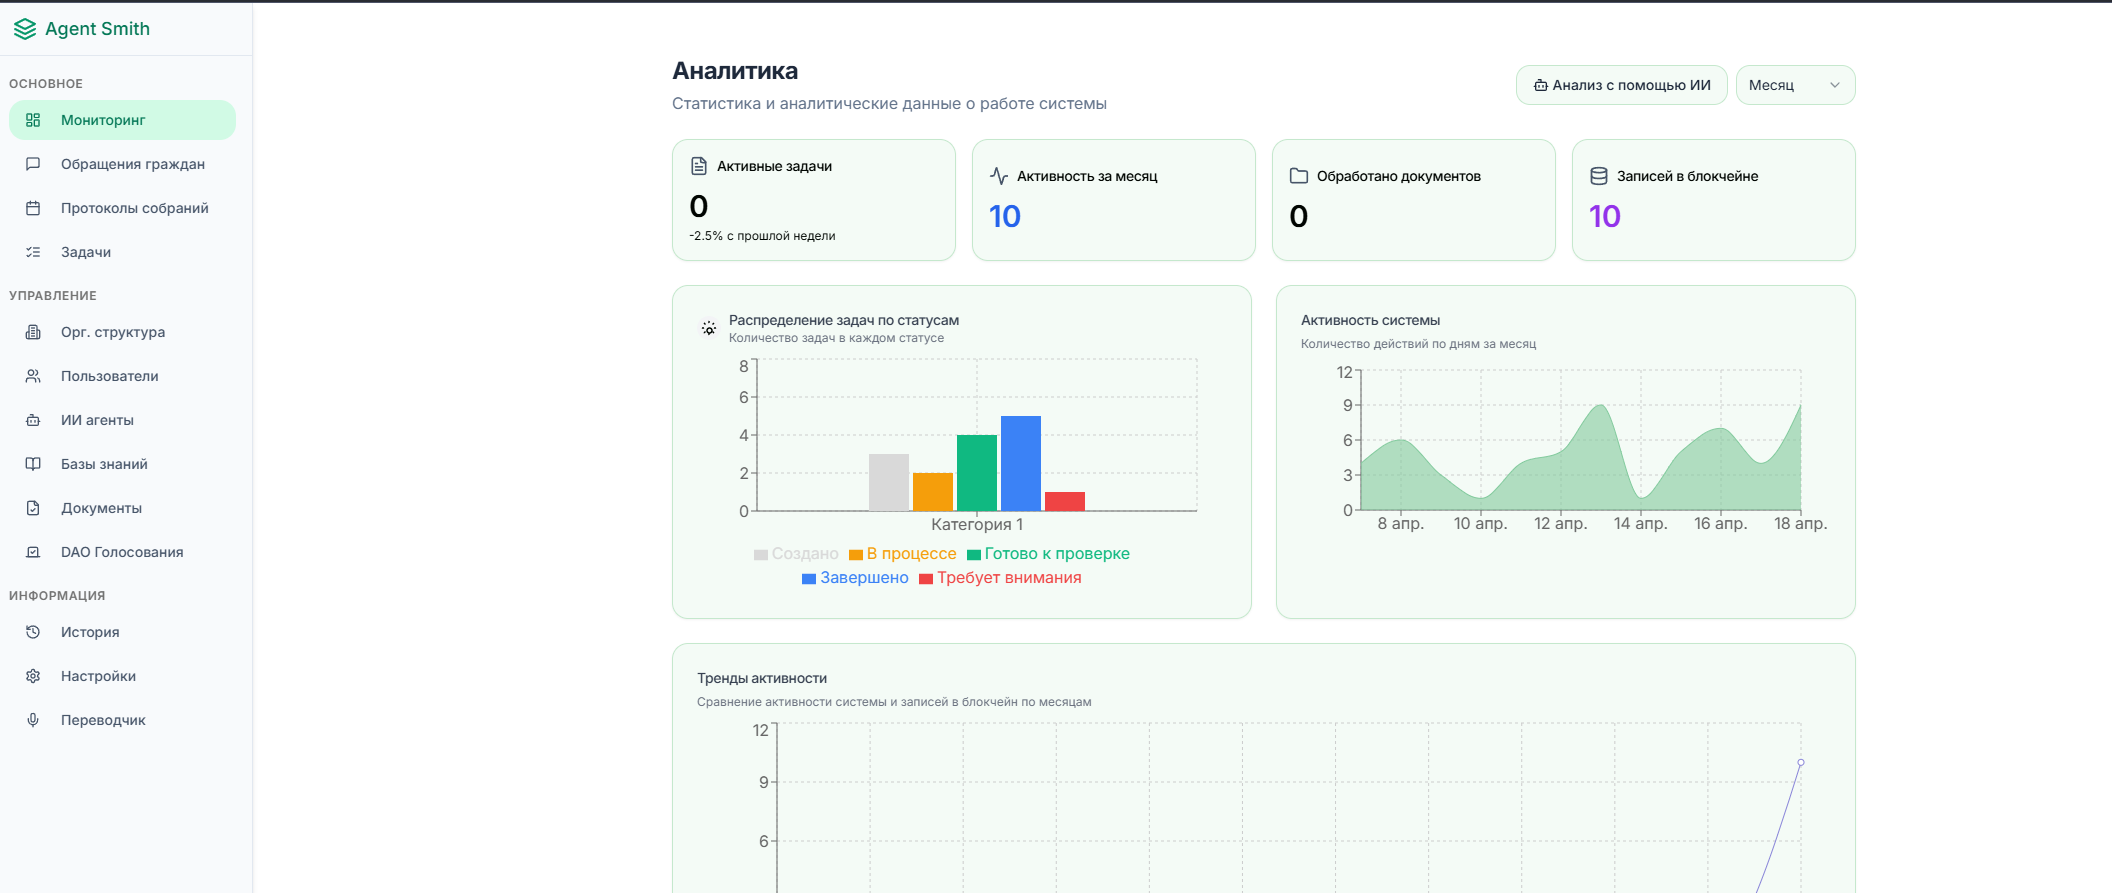 Agent Smith
ОСНОВНОЕ
Мониторинг
Обращения граждан
Протоколы собраний
Задачи
УПРАВЛЕНИЕ
Орг. структура
Пользователи
ИИ агенты
Базы знаний
Документы
DAO Голосования
ИНФОРМАЦИЯ
История
Настройки
Переводчик
Аналитика
Статистика и аналитические данные о работе системы
Анализ с помощью ИИ
Месяц
Активные задачи
0
-2.5% с прошлой недели
Активность за месяц
10
Обработано документов
0
Записей в блокчейне
10
Распределение задач по статусам
Количество задач в каждом статусе
8
6
4
2
0
Категория 1
Создано В процессе Готово к проверке
Завершено Требует внимания
Активность системы
Количество действий по дням за месяц
12
9
6
3
0
8 апр. 10 апр. 12 апр. 14 апр. 16 апр. 18 апр.
Тренды активности
Сравнение активности системы и записей в блокчейн по месяцам
12
9
6